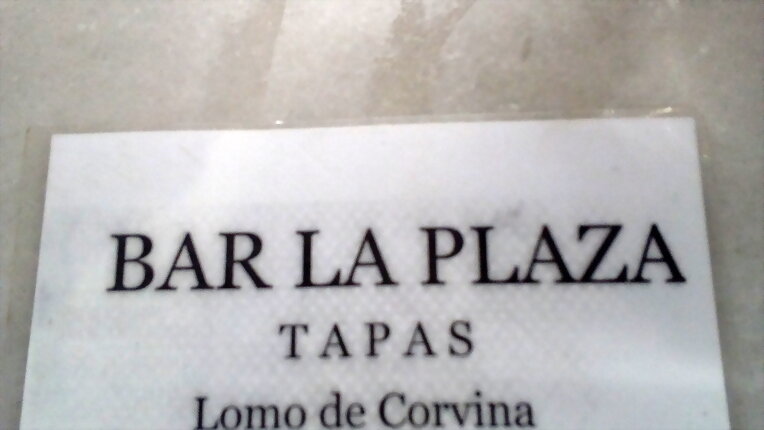 BAR LA PLAZA
TAPAS
Lomo de Corvina